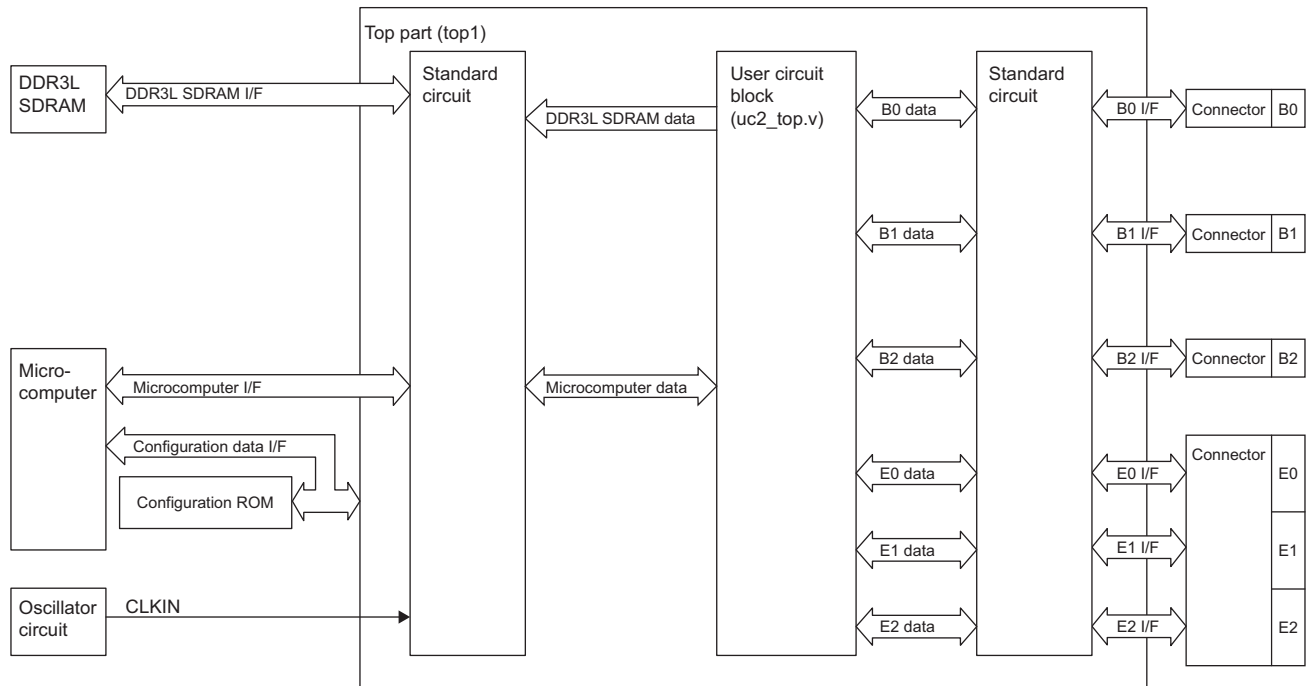 Top part (top1)
DDR3L
SDRAM
DDR3L SDRAM I/F
Standard
circuit
DDR3L SDRAM data
User circuit
block
(uc2_top.v)
B0 data
Standard
circuit
B0 I/F
Connector
B0
B1 data
B1 I/F
Connector
B1
B2 data
B2 I/F
Connector
B2
Micro-
computer
Microcomputer I/F
Microcomputer data
Configuration data I/F
Configuration ROM
E0 data
E0 I/F
Connector
E0
E1 data
E1 I/F
E1
E2 data
E2 I/F
E2
Oscillator
circuit
CLKIN